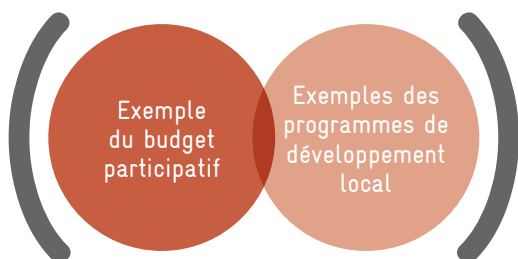 Exemple
du budget
participatif
Exemples des
programmes de
développement
local